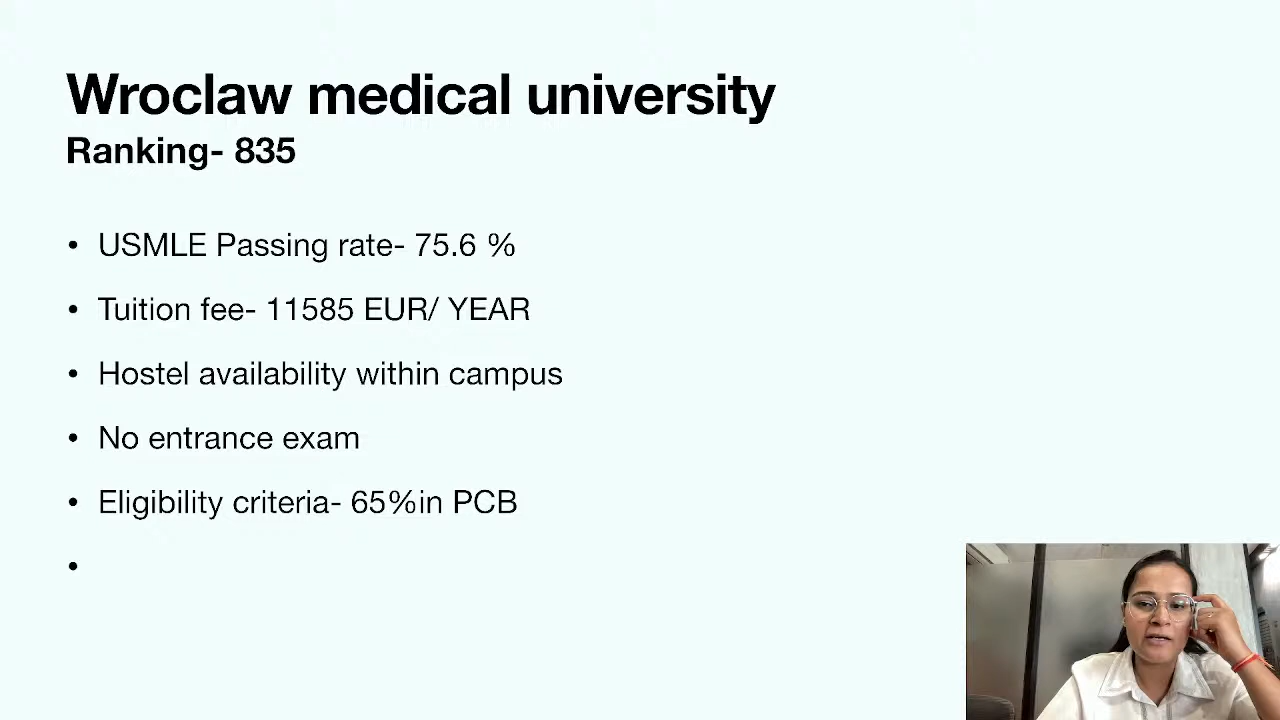 Wroclaw medical university
Ranking- 835
• USMLE Passing rate- 75.6 %
• Tuition fee- 11585 EUR/ YEAR
• Hostel availability within campus
• No entrance exam
• Eligibility criteria- 65%in PCB
•